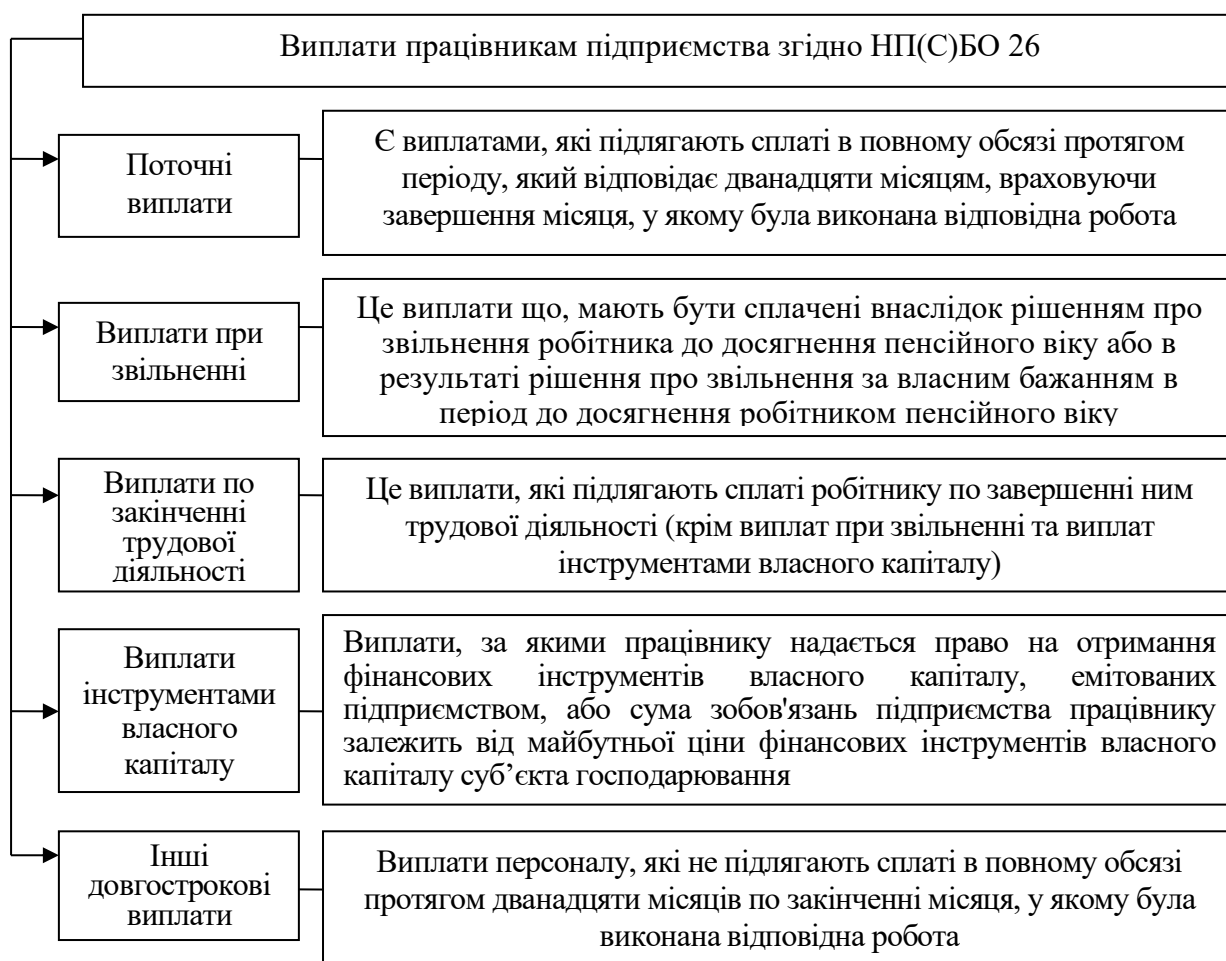 Виплати працівникам підприємства згідно НП(С)БО 26
Поточні
виплати
Є виплатами, які підлягають сплаті в повному обсязі протягом
періоду, який відповідає дванадцяти місяцям, враховуючи
завершення місяця, у якому була виконана відповідна робота
Виплати при
звільненні
Це виплати що, мають бути сплачені внаслідок рішенням про
звільнення робітника до досягнення пенсійного віку або в
результаті рішення про звільнення за власним бажанням в
період до досягнення робітником пенсійного віку
Виплати по
закінченні
трудової
діяльності
Це виплати, які підлягають сплаті робітнику по завершенні ним
трудової діяльності (крім виплат при звільненні та виплат
інструментами власного капіталу)
Виплати
інструментами
власного
капіталу
Виплати, за якими працівнику надається право на отримання
фінансових інструментів власного капіталу, емітованих
підприємством, або сума зобов'язань підприємства працівнику
залежить від майбутньої ціни фінансових інструментів власного
капіталу суб’єкта господарювання
Інші
довгострокові
виплати
Виплати персоналу, які не підлягають сплаті в повному обсязі
протягом дванадцяти місяців по закінченні місяця, у якому була
виконана відповідна робота